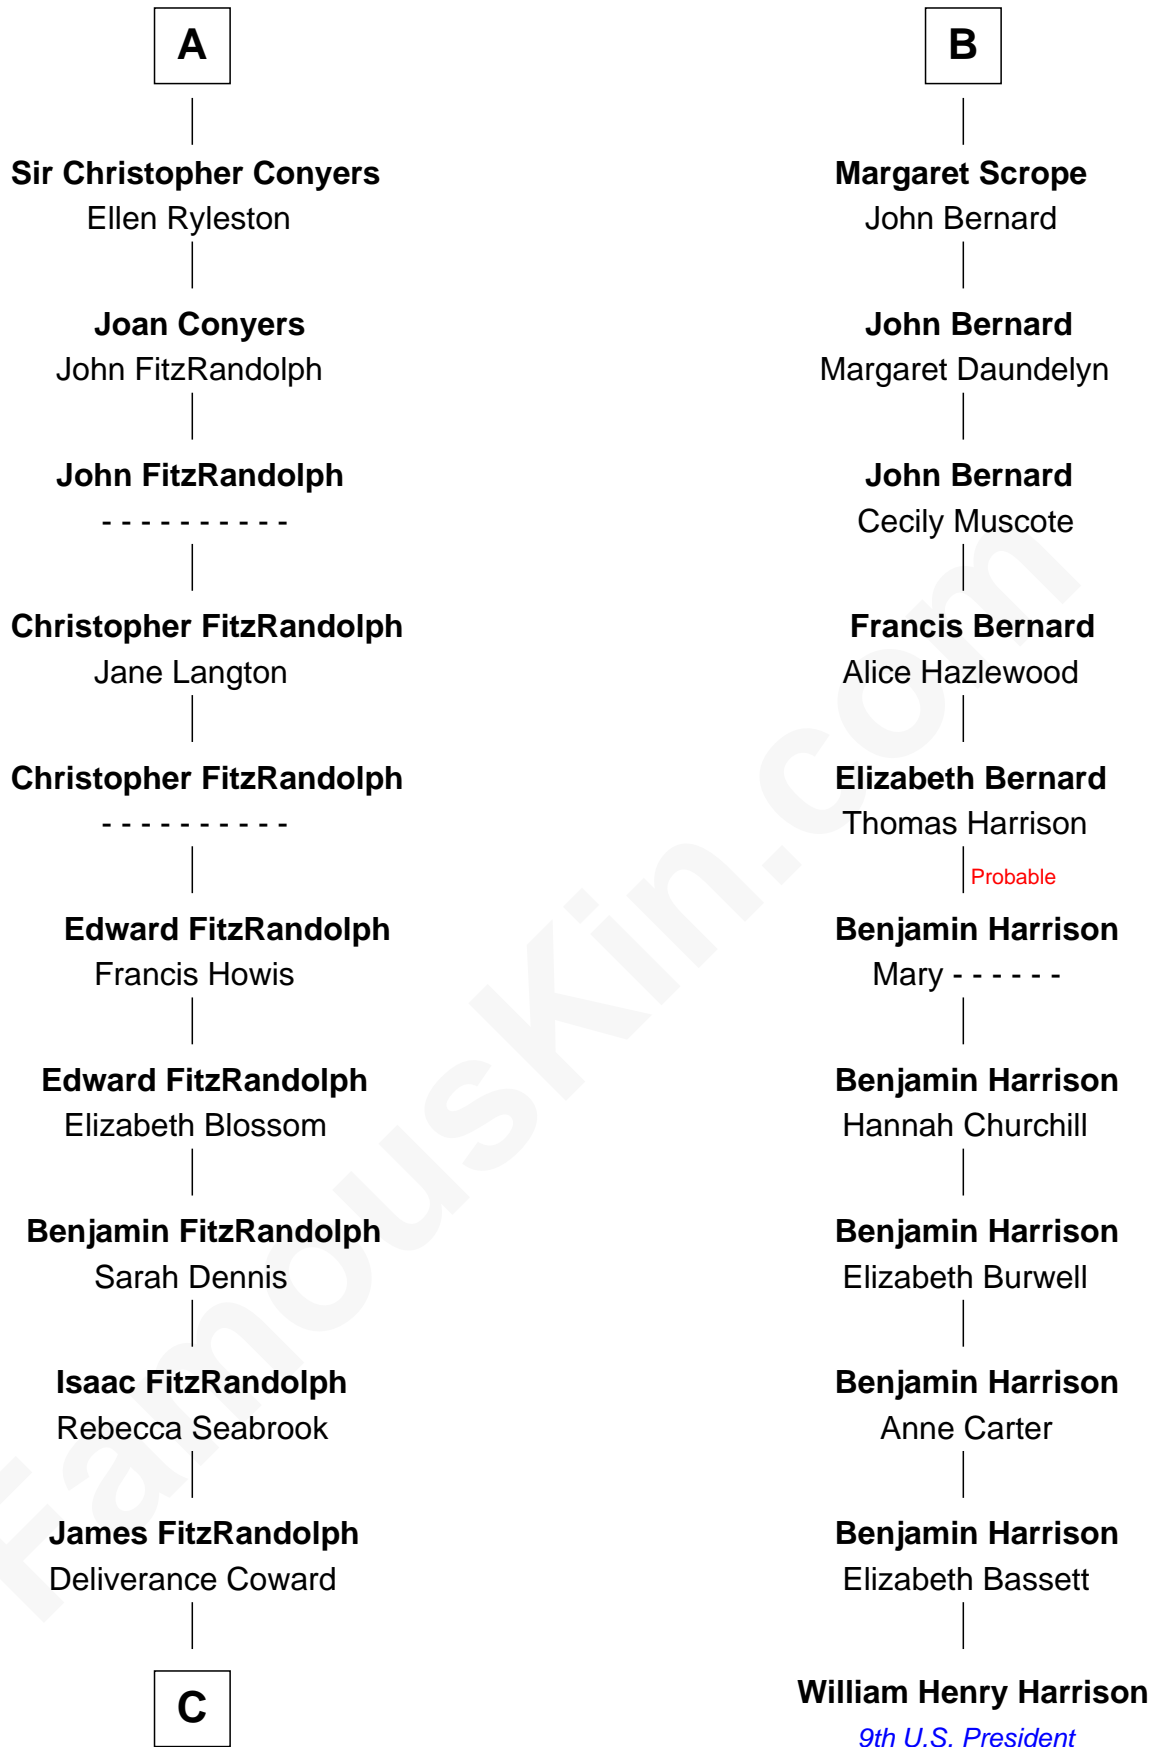 A
Sir Christopher Conyers
Ellen Ryleston
Joan Conyers
John FitzRandolph
John FitzRandolph
- - - - - - - - - -
Christopher FitzRandolph
Jane Langton
Christopher FitzRandolph
- - - - - - - - - -
Edward FitzRandolph
Francis Howis
Edward FitzRandolph
Elizabeth Blossom
Benjamin FitzRandolph
Sarah Dennis
Isaac FitzRandolph
Rebecca Seabrook
James FitzRandolph
Deliverance Coward
C
B
Margaret Scrope
John Bernard
John Bernard
Margaret Daundelyn
John Bernard
Cecily Muscote
Francis Bernard
Alice Hazlewood
Elizabeth Bernard
Thomas Harrison
Probable
Benjamin Harrison
Mary - - - - - -
Benjamin Harrison
Hannah Churchill
Benjamin Harrison
Elizabeth Burwell
Benjamin Harrison
Anne Carter
Benjamin Harrison
Elizabeth Bassett
William Henry Harrison
9th U.S. President
FamousKin.com